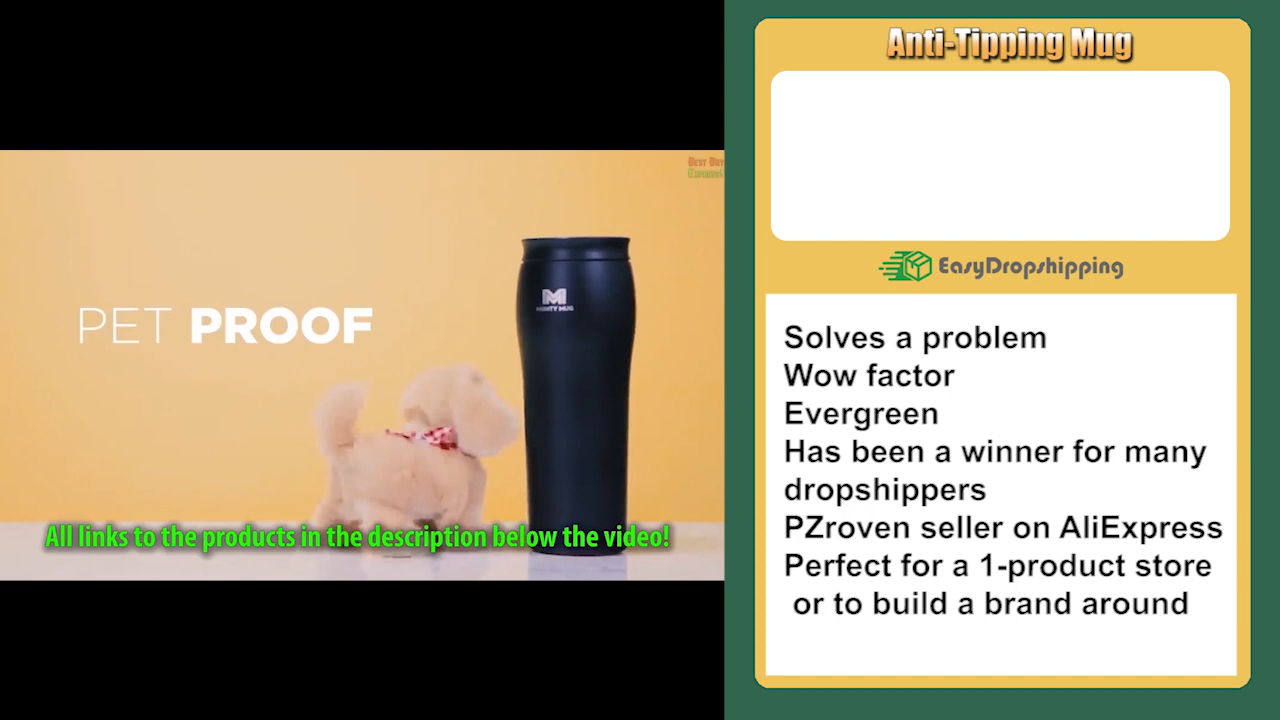 Anti-Tipping Mug
PET PROOF
MIGHTY MUG
All links to the products in the description below the video!
EasyDropshipping
Solves a problem
Wow factor
Evergreen
Has been a winner for many
dropshippers
PZroven seller on AliExpress
Perfect for a 1-product store
or to build a brand around